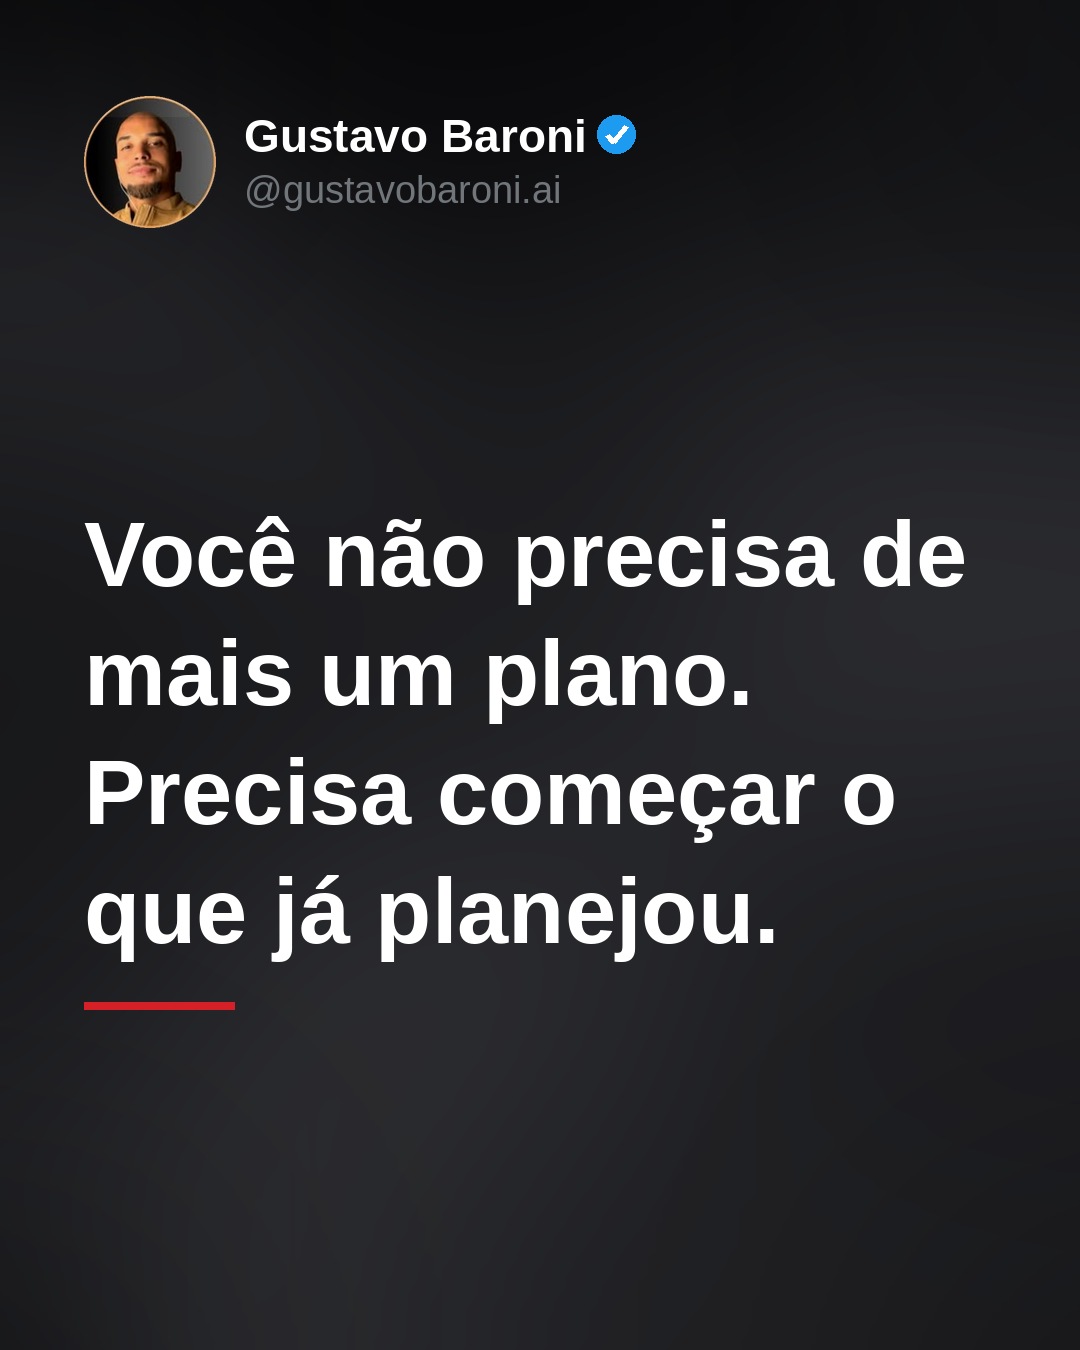 Gustavo Baroni
@gustavobaroni.ai
Você não precisa de
mais um plano.
Precisa começar o
que já planejou.